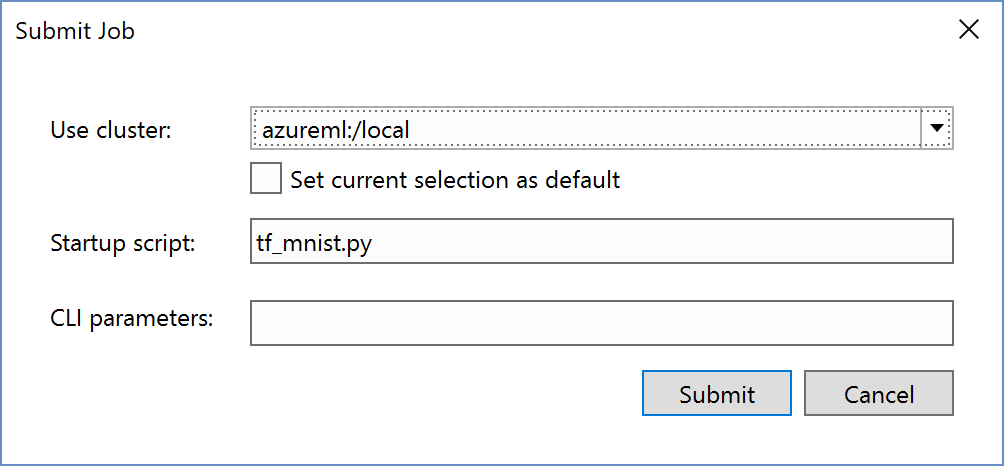 Submit Job
Use cluster: azureml:/local
Set current selection as default
Startup script: tf_mnist.py
CLI parameters:
Submit Cancel